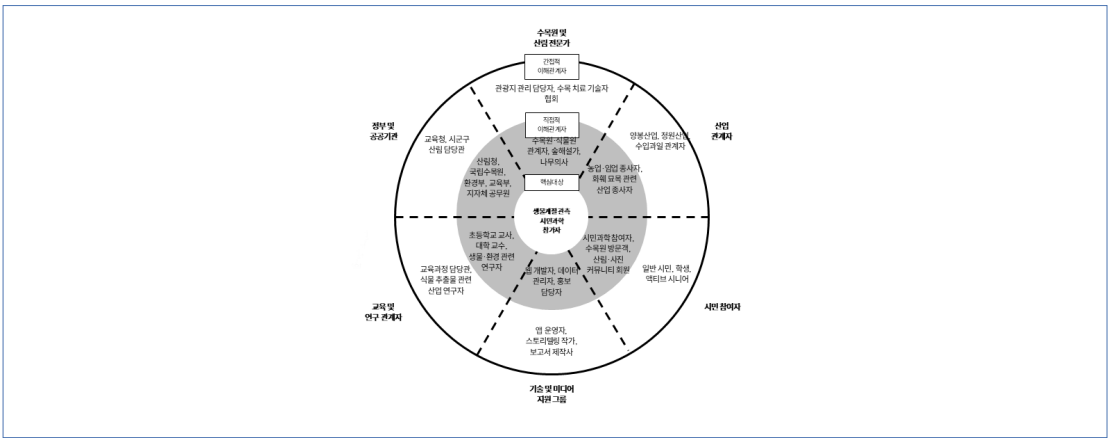 수목원 및
산림 전문가
간접적
이해관계자
관광지 관리 담당자, 수목 치료 기술자
협회
직접적
이해관계자
수목원·식물원
관계자, 숲해설가,
나무의사
핵심대상
생물계절 관측
시민과학
참가자
정부 및
공공기관
교육청, 시군구
산림 담당관
산림청,
국립수목원,
환경부, 교육부,
지자체 공무원
산업
관계자
양봉산업, 정원산업,
수입과일 관계자
농업·임업 종사자,
화훼 묘목 관련
산업 종사자
초등학교 교사,
대학 교수,
생물·환경 관련
연구자
교육과정 담당관,
식물 추출물 관련
산업 연구자
교육 및
연구 관계자
시민과학참여자,
수목원 방문객,
산림·사진
커뮤니티 회원
일반 시민, 학생,
액티브 시니어
시민 참여자
앱 개발자, 데이터
관리자, 홍보
담당자
앱 운영자,
스토리텔링 작가,
보고서 제작사
기술 및 미디어
지원 그룹